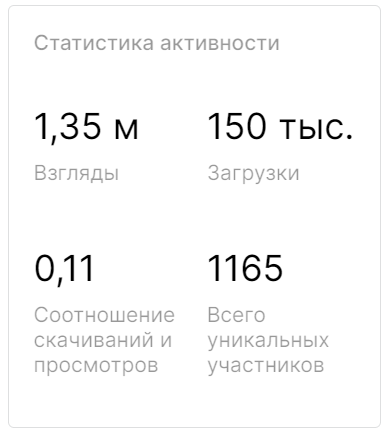 Статистика активности
1,35 м
150 тыс.
Взгляды
Загрузки
0,11
1165
Соотношение
скачиваний и
просмотров
Всего
уникальных
участников